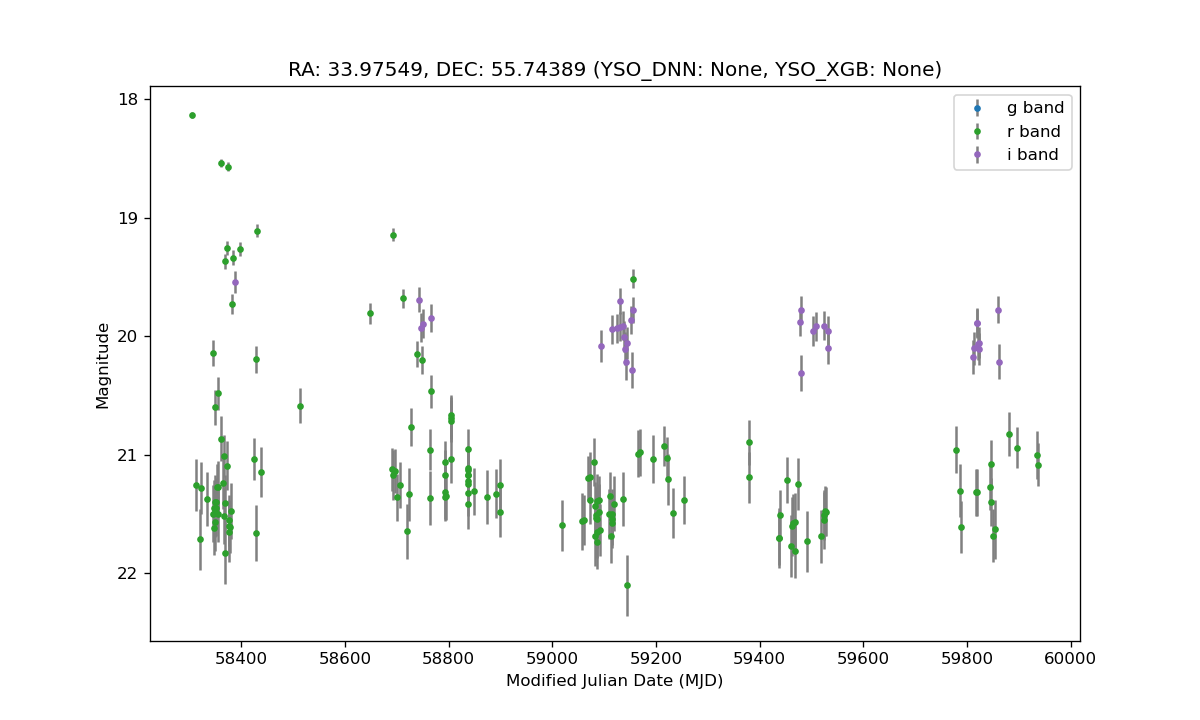 RA: 33.97549, DEC: 55.74389 (YSO_DNN: None, YSO_XGB: None)
g band
r band
i band
18
19
20
21
22
Magnitude
58400 58600 58800 59000 59200 59400 59600 59800 60000
Modified Julian Date (MJD)